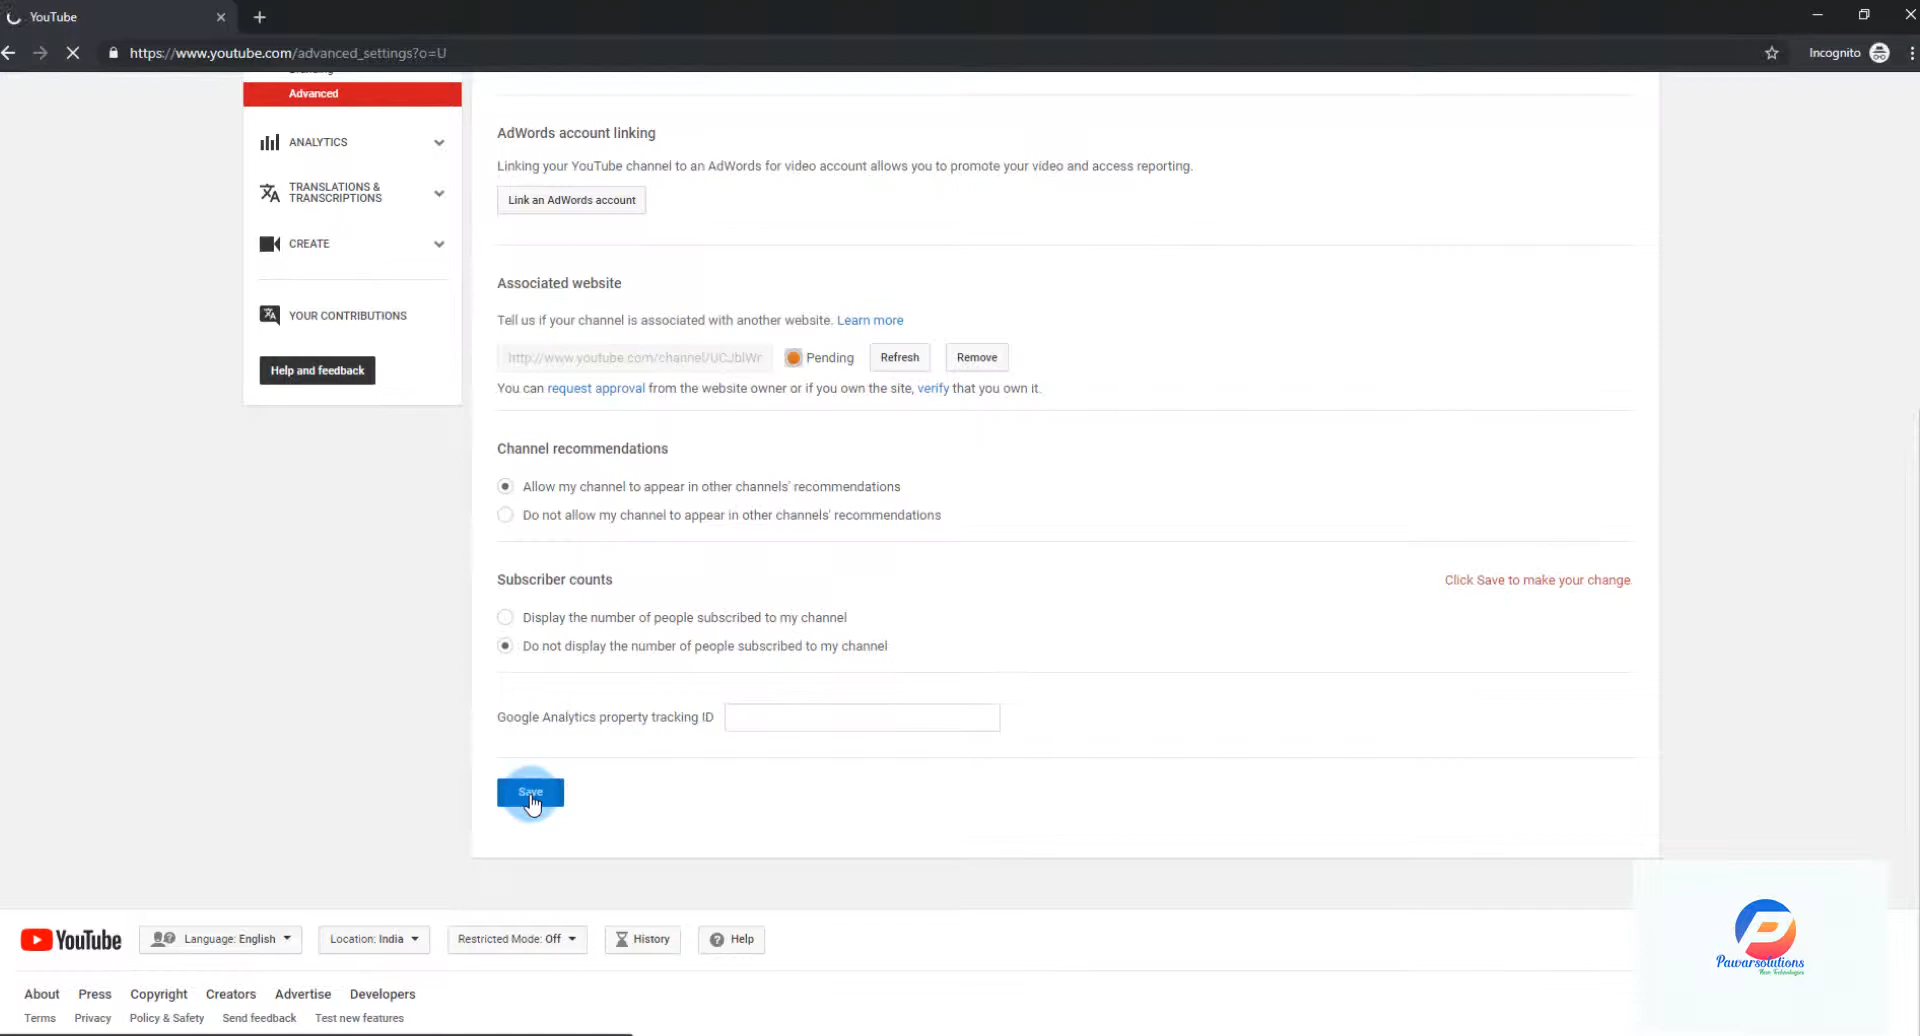 YouTube
https://www.youtube.com/advanced_settings?o=U
Incognito
Advanced
ANALYTICS
TRANSLATIONS &
TRANSCRIPTIONS
CREATE
YOUR CONTRIBUTIONS
Help and feedback
AdWords account linking
Linking your YouTube channel to an AdWords for video account allows you to promote your video and access reporting.
Link an AdWords account
Associated website
Tell us if your channel is associated with another website. Learn more
http://www.youtube.com/channel/UCJblWr Pending Refresh Remove
You can request approval from the website owner or if you own the site, verify that you own it.
Channel recommendations
Allow my channel to appear in other channels' recommendations
Do not allow my channel to appear in other channels' recommendations
Subscriber counts Click Save to make your change
Display the number of people subscribed to my channel
Do not display the number of people subscribed to my channel
Google Analytics property tracking ID
Save
YouTube Language: English Location: India Restricted Mode: Off History Help
About Press Copyright Creators Advertise Developers
Terms Privacy Policy & Safety Send feedback Test new features
Pawarsolutions
New Technologies